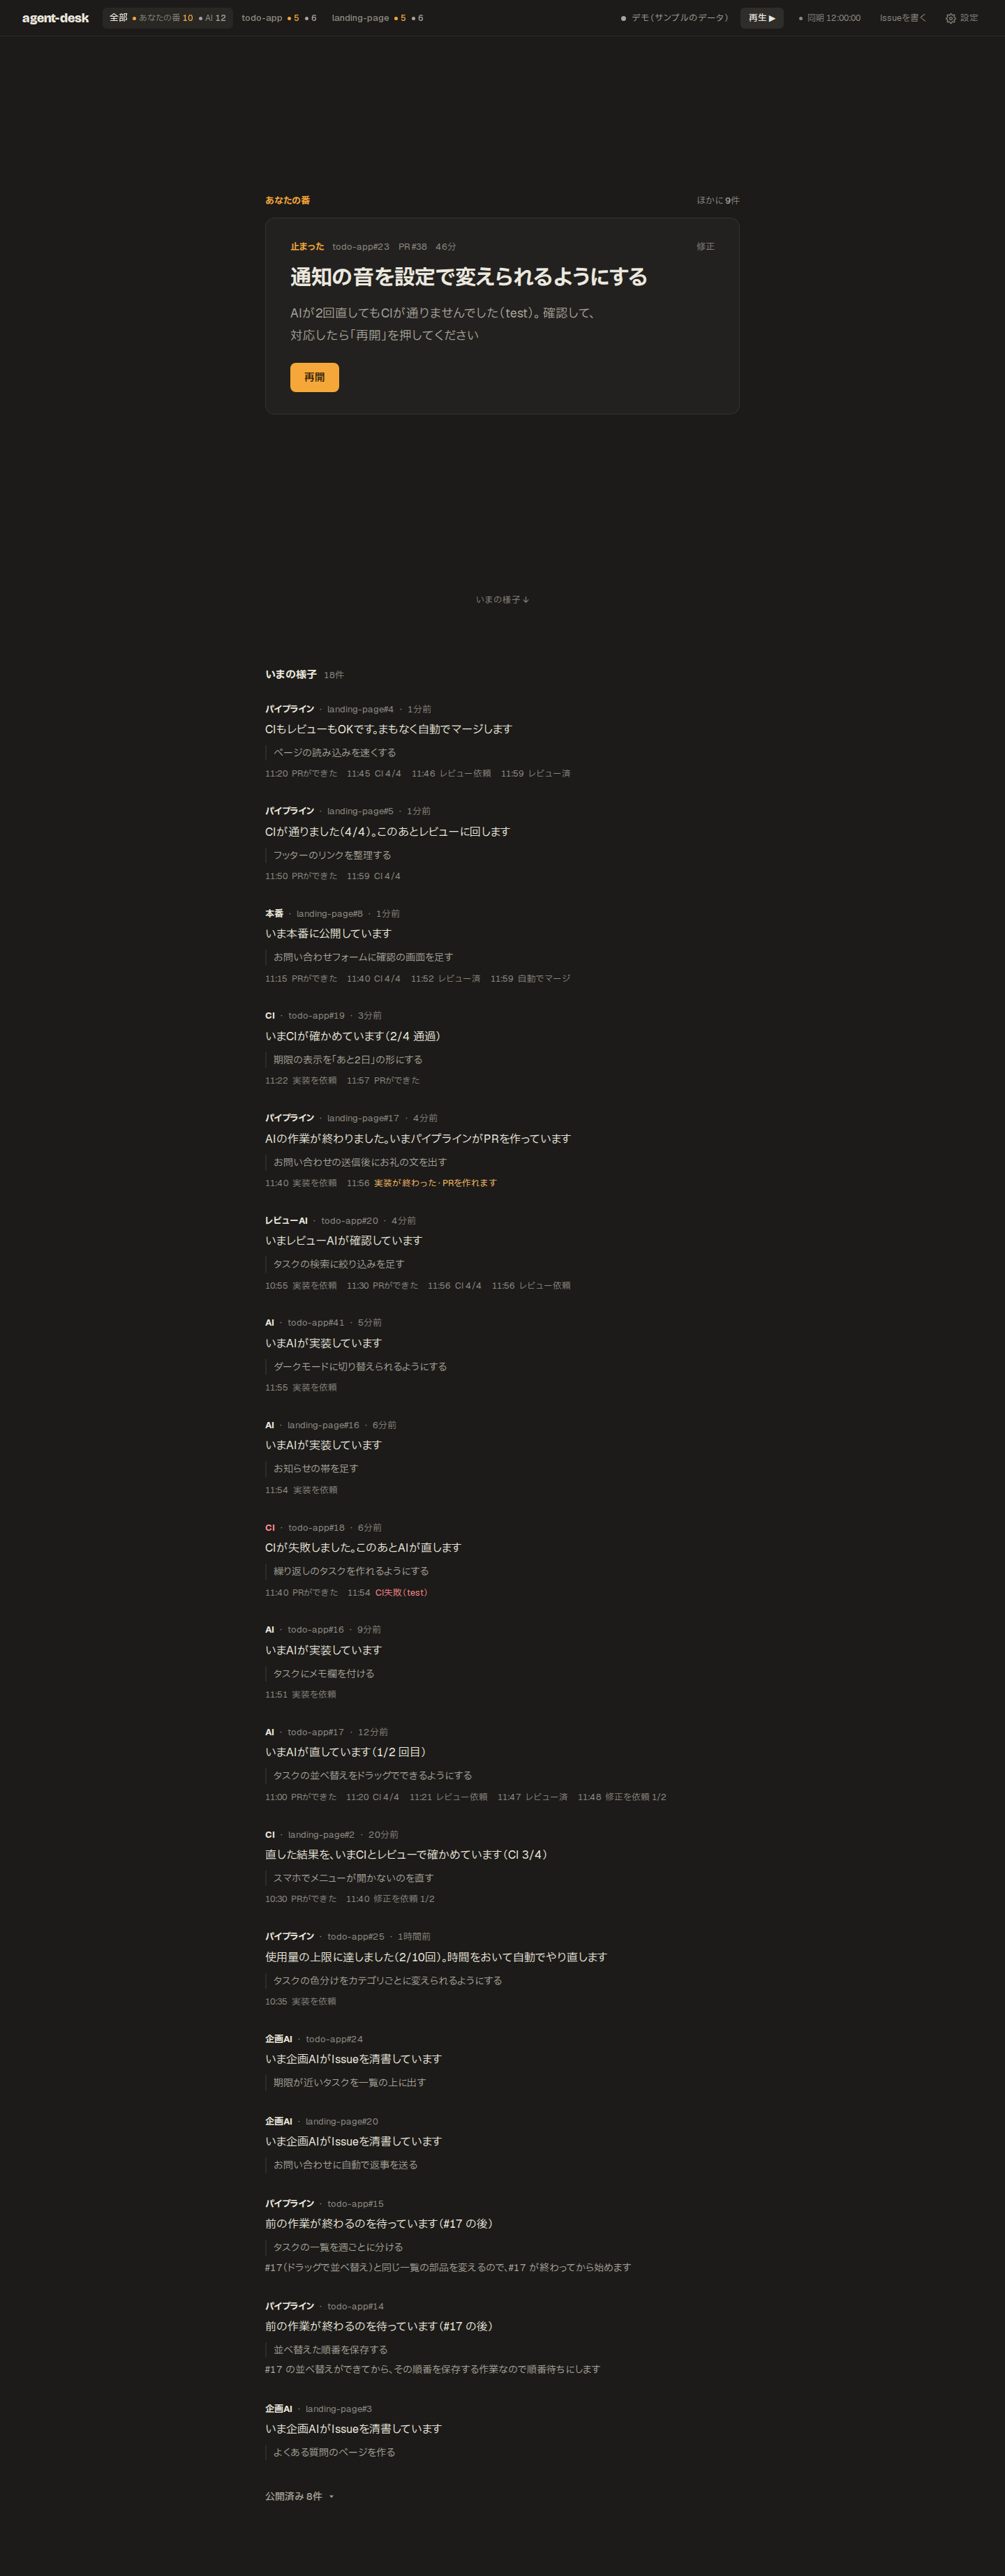 agent-desk 全部 あなたの番 10 AI 12 todo-app 5 6 landing-page 5 6 デモ（サンプルのデータ） 再生 ▶ 同期 12:00:00 Issueを書く 設定
あなたの番 ほかに 9件
止まった todo-app#23 PR #38 46分 修正
通知の音を設定で変えられるようにする
AIが2回直してもCIが通りませんでした（test）。確認して、
対応したら「再開」を押してください
再開
いまの様子 ↓
いまの様子 18件
パイプライン · landing-page#4 · 1分前
CIもレビューもOKです。まもなく自動でマージします
ページの読み込みを速くする
11:20 PRができた 11:45 CI 4/4 11:46 レビュー依頼 11:59 レビュー済
パイプライン · landing-page#5 · 1分前
CIが通りました（4/4）。このあとレビューに回します
フッターのリンクを整理する
11:50 PRができた 11:59 CI 4/4
本番 · landing-page#8 · 1分前
いま本番に公開しています
お問い合わせフォームに確認の画面を足す
11:15 PRができた 11:40 CI 4/4 11:52 レビュー済 11:59 自動でマージ
CI · todo-app#19 · 3分前
いまCIが確かめています（2/4 通過）
期限の表示を「あと2日」の形にする
11:22 実装を依頼 11:57 PRができた
パイプライン · landing-page#17 · 4分前
AIの作業が終わりました。いまパイプラインがPRを作っています
お問い合わせの送信後にお礼の文を出す
11:40 実装を依頼 11:56 実装が終わった・PRを作れます
レビューAI · todo-app#20 · 4分前
いまレビューAIが確認しています
タスクの検索に絞り込みを足す
10:55 実装を依頼 11:30 PRができた 11:56 CI 4/4 11:56 レビュー依頼
AI · todo-app#41 · 5分前
いまAIが実装しています
ダークモードに切り替えられるようにする
11:55 実装を依頼
AI · landing-page#16 · 6分前
いまAIが実装しています
お知らせの帯を足す
11:54 実装を依頼
CI · todo-app#18 · 6分前
CIが失敗しました。このあとAIが直します
繰り返しのタスクを作れるようにする
11:40 PRができた 11:54 CI失敗（test）
AI · todo-app#16 · 9分前
いまAIが実装しています
タスクにメモ欄を付ける
11:51 実装を依頼
AI · todo-app#17 · 12分前
いまAIが直しています（1/2 回目）
タスクの並べ替えをドラッグでできるようにする
11:00 PRができた 11:20 CI 4/4 11:21 レビュー依頼 11:47 レビュー済 11:48 修正を依頼 1/2
CI · landing-page#2 · 20分前
直した結果を、いまCIとレビューで確かめています（CI 3/4）
スマホでメニューが開かないのを直す
10:30 PRができた 11:40 修正を依頼 1/2
パイプライン · todo-app#25 · 1時間前
使用量の上限に達しました（2/10回）。時間をおいて自動でやり直します
タスクの色分けをカテゴリごとに変えられるようにする
10:35 実装を依頼
企画AI · todo-app#24
いま企画AIがIssueを清書しています
期限が近いタスクを一覧の上に出す
企画AI · landing-page#20
いま企画AIがIssueを清書しています
お問い合わせに自動で返事を送る
パイプライン · todo-app#15
前の作業が終わるのを待っています（#17 の後）
タスクの一覧を週ごとに分ける
#17（ドラッグで並べ替え）と同じ一覧の部品を変えるので、#17 が終わってから始めます
パイプライン · todo-app#14
前の作業が終わるのを待っています（#17 の後）
並べ替えた順番を保存する
#17 の並べ替えができてから、その順番を保存する作業なので順番待ちにします
企画AI · landing-page#3
いま企画AIがIssueを清書しています
よくある質問のページを作る
公開済み 8件